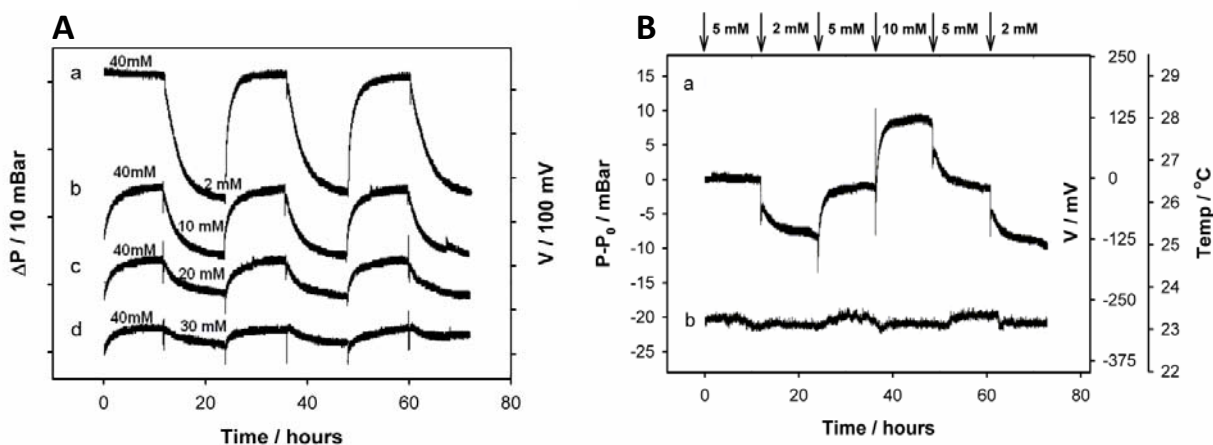 A
a
40mM
b
40mM
2 mM
10 mM
c
40mM
20 mM
d
40mM
30 mM
ΔP / 10 mBar
V / 100 mV
0 20 40 60 80
Time / hours
B
5 mM 2 mM 5 mM 10 mM 5 mM 2 mM
a
b
15
10
5
0
-5
-10
-15
-20
-25
P-P₀ / mBar
250
125
0
-125
-250
-375
V / mV
29
28
27
26
25
24
23
22
Temp / °C
0 20 40 60 80
Time / hours